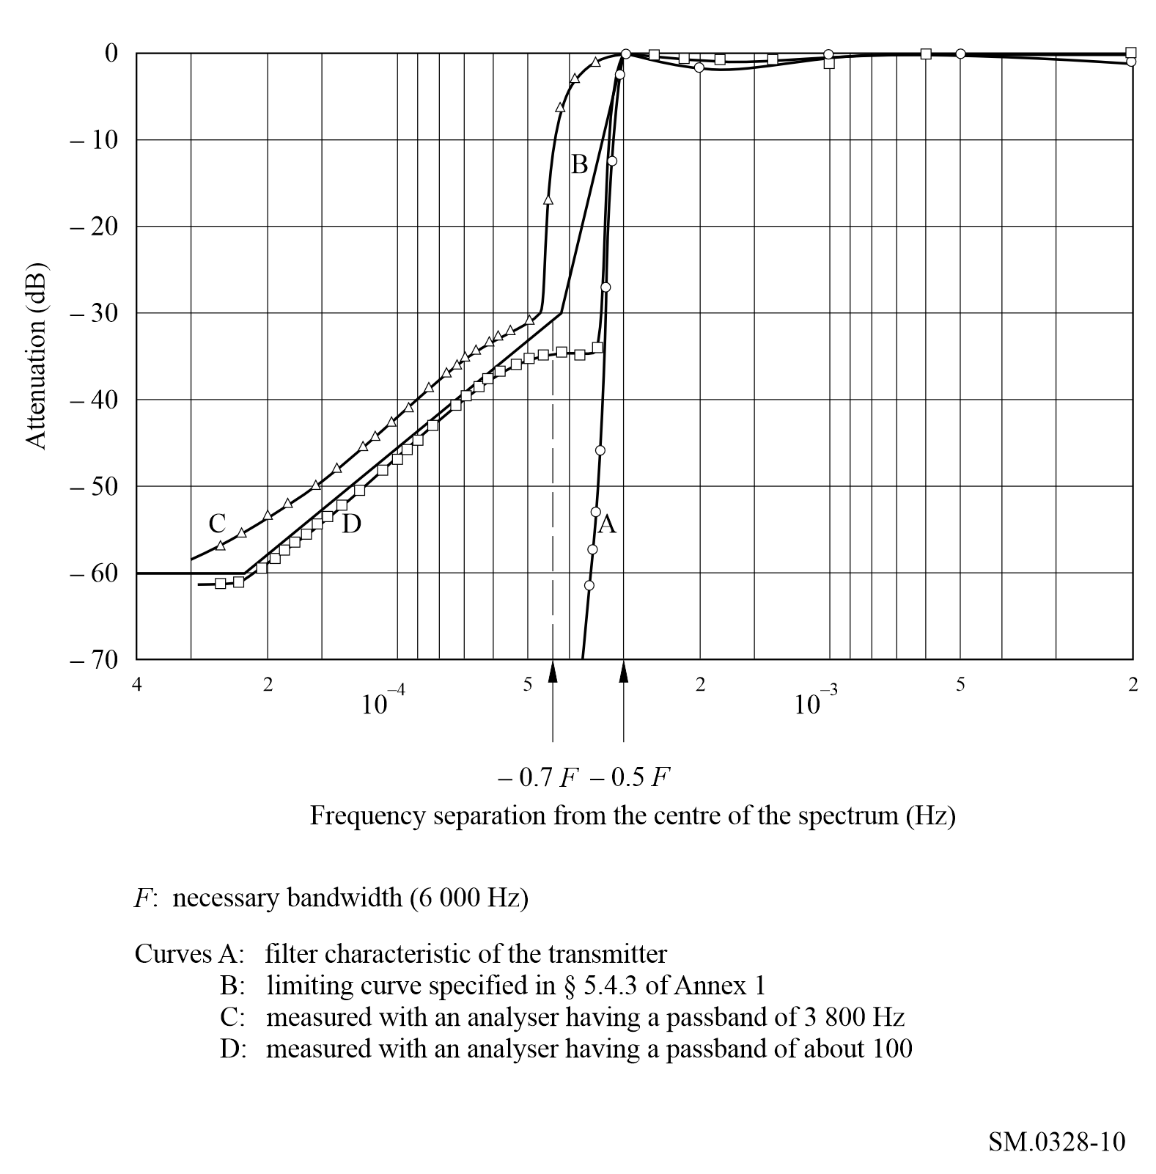 0
– 10
B
– 20
– 30
– 40
– 50
C
D
A
– 60
– 70
Attenuation (dB)
4
2
10–4
5
2
10–3
5
2
– 0.7 F
– 0.5 F
Frequency separation from the centre of the spectrum (Hz)
F: necessary bandwidth (6 000 Hz)
Curves A: filter characteristic of the transmitter
B: limiting curve specified in § 5.4.3 of Annex 1
C: measured with an analyser having a passband of 3 800 Hz
D: measured with an analyser having a passband of about 100
SM.0328-10